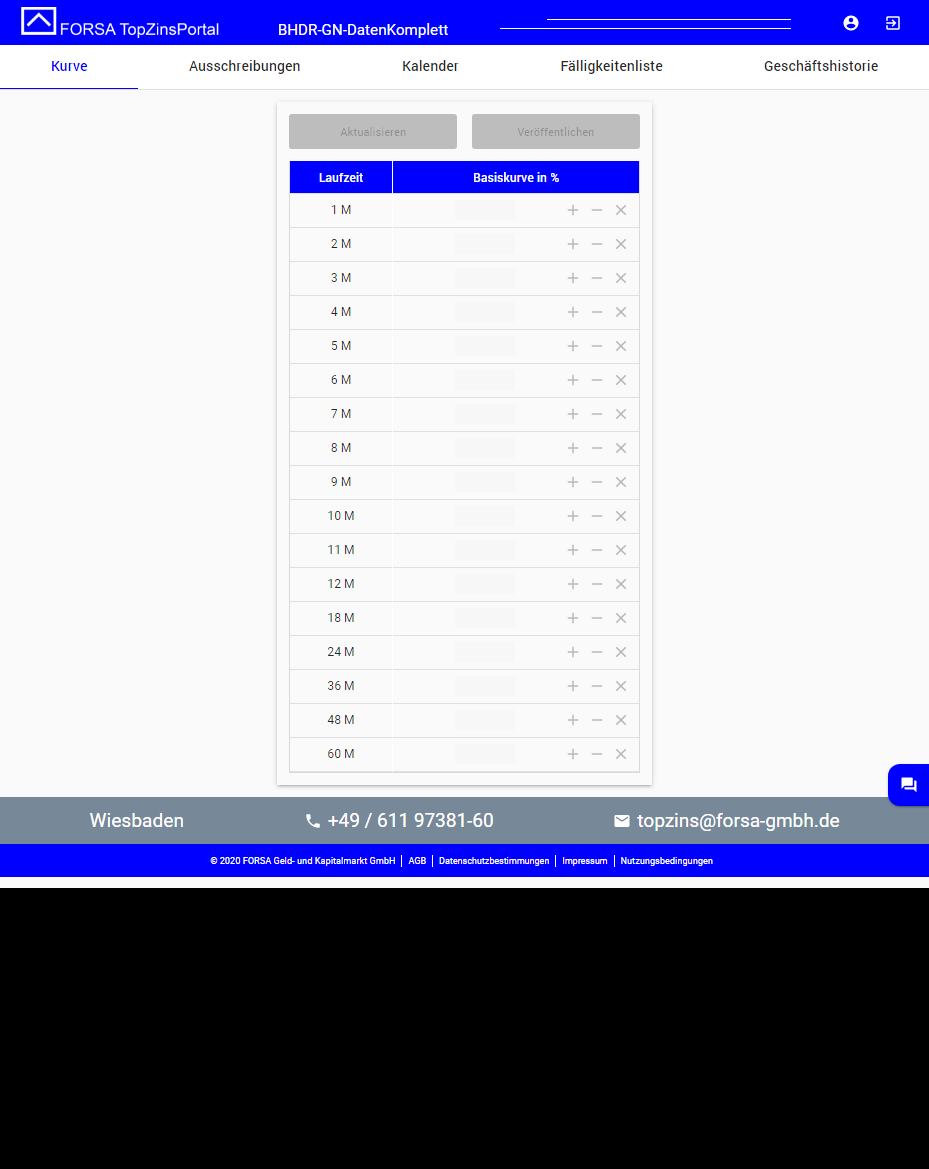 FORSA TopZinsPortal BHDR-GN-DatenKomplett
Kurve Ausschreibungen Kalender Fälligkeitenliste Geschäftshistorie
Aktualisieren Veröffentlichen
Laufzeit Basiskurve in %
1 M
2 M
3 M
4 M
5 M
6 M
7 M
8 M
9 M
10 M
11 M
12 M
18 M
24 M
36 M
48 M
60 M
Wiesbaden +49 / 611 97381-60 topzins@forsa-gmbh.de
© 2020 FORSA Geld- und Kapitalmarkt GmbH | AGB | Datenschutzbestimmungen | Impressum | Nutzungsbedingungen